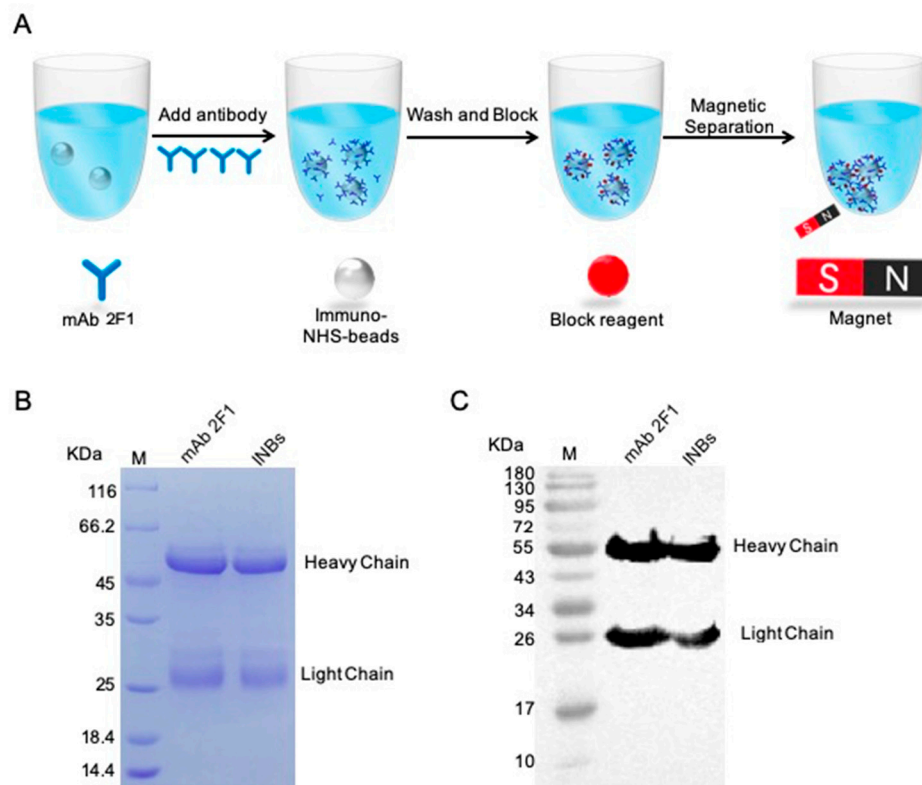 A
Add antibody
Wash and Block
Magnetic
Separation
S N
mAb 2F1
Immuno-
NHS-beads
Block reagent
S N
Magnet
B
KDa
M
mAb 2F1
INBs
116
66.2
45
35
25
18.4
14.4
Heavy Chain
Light Chain
C
KDa
M
mAb 2F1
INBs
180
130
95
72
55
43
34
26
17
10
Heavy Chain
Light Chain